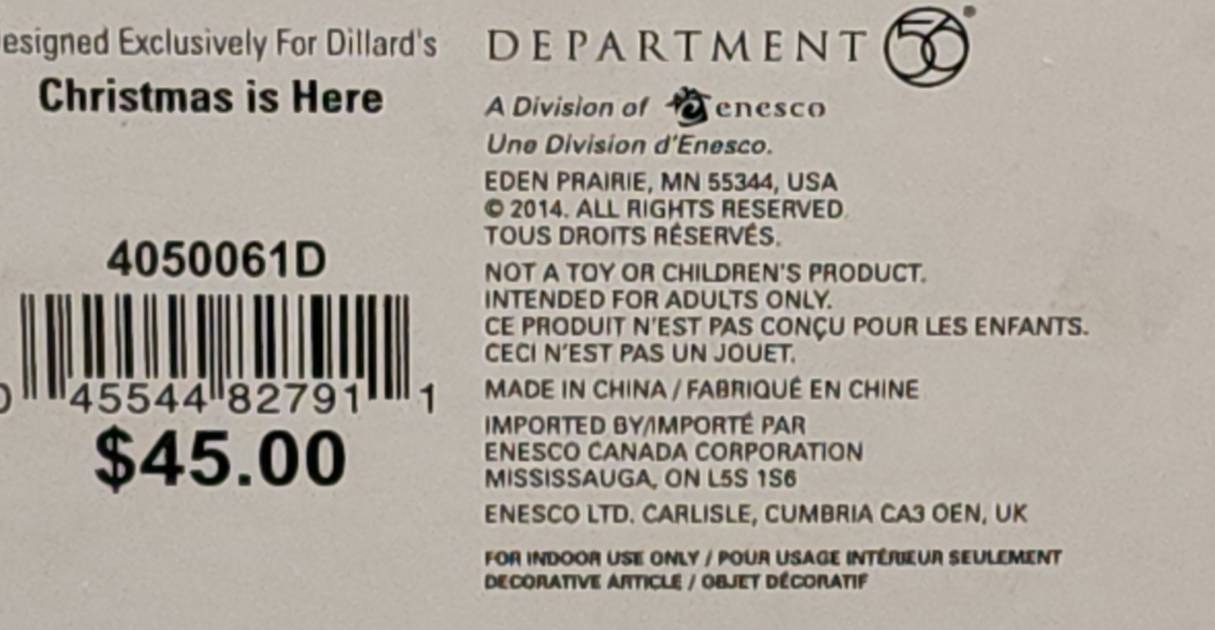 esigned Exclusively For Dillard's
Christmas is Here
4050061D
0 45544 82791 1
$45.00
DEPARTMENT 56®
A Division of enesco
Une Division d'Enesco.
EDEN PRAIRIE, MN 55344, USA
© 2014. ALL RIGHTS RESERVED.
TOUS DROITS RÉSERVÉS.
NOT A TOY OR CHILDREN'S PRODUCT.
INTENDED FOR ADULTS ONLY.
CE PRODUIT N'EST PAS CONÇU POUR LES ENFANTS.
CECI N'EST PAS UN JOUET.
MADE IN CHINA / FABRIQUÉ EN CHINE
IMPORTED BY/IMPORTÉ PAR
ENESCO CANADA CORPORATION
MISSISSAUGA, ON L5S 1S6
ENESCO LTD. CARLISLE, CUMBRIA CA3 OEN, UK
FOR INDOOR USE ONLY / POUR USAGE INTÉRIEUR SEULEMENT
DECORATIVE ARTICLE / OBJET DÉCORATIF